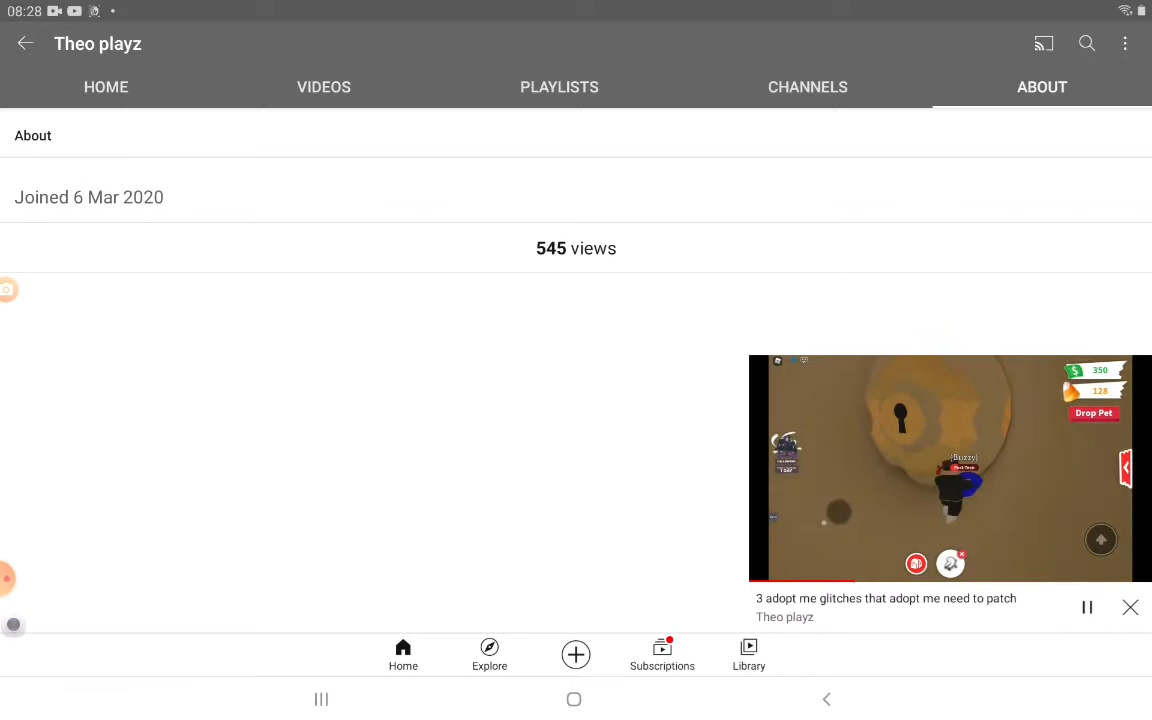 08:28
Theo playz
HOME
VIDEOS
PLAYLISTS
CHANNELS
ABOUT
About
Joined 6 Mar 2020
545 views
350
128
Drop Pet
(Buzzy)
3 adopt me glitches that adopt me need to patch
Theo playz
Home
Explore
Subscriptions
Library